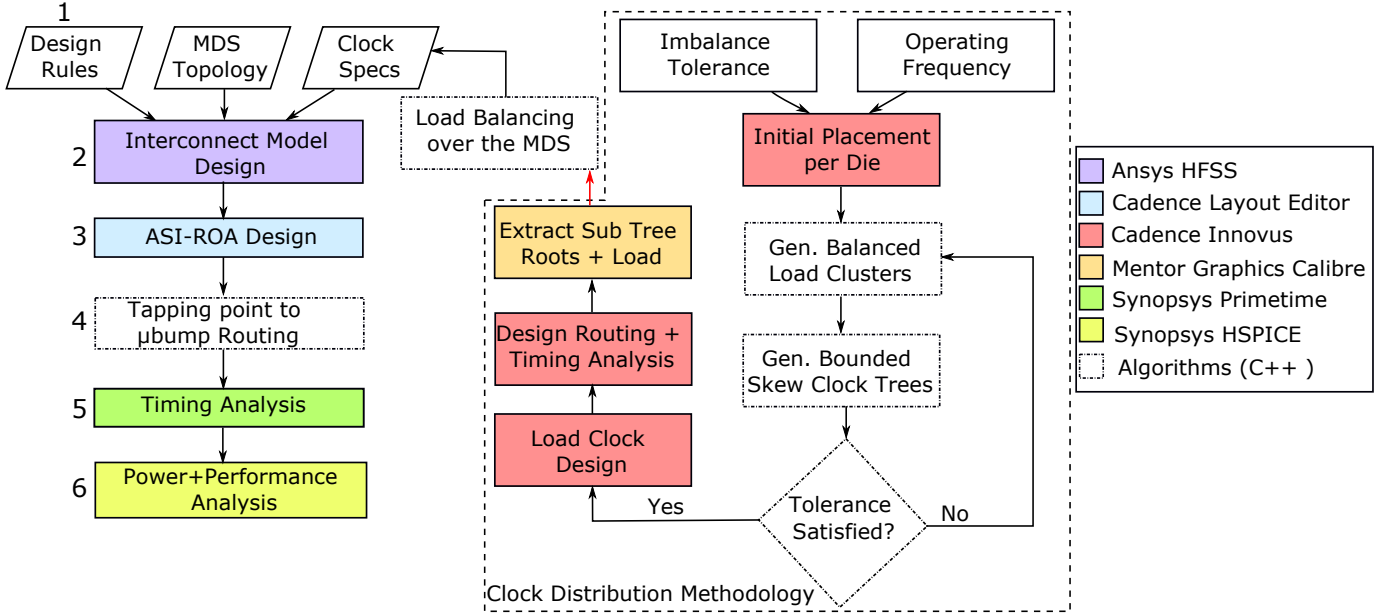 1
Design
Rules
MDS
Topology
Clock
Specs
2
Interconnect Model
Design
3
ASI-ROA Design
4
Tapping point to
µbump Routing
5
Timing Analysis
6
Power+Performance
Analysis
Load Balancing
over the MDS
Extract Sub Tree
Roots + Load
Design Routing +
Timing Analysis
Load Clock
Design
Yes
Imbalance
Tolerance
Operating
Frequency
Initial Placement
per Die
Gen. Balanced
Load Clusters
Gen. Bounded
Skew Clock Trees
Tolerance
Satisfied?
No
Clock Distribution Methodology
Ansys HFSS
Cadence Layout Editor
Cadence Innovus
Mentor Graphics Calibre
Synopsys Primetime
Synopsys HSPICE
Algorithms (C++ )